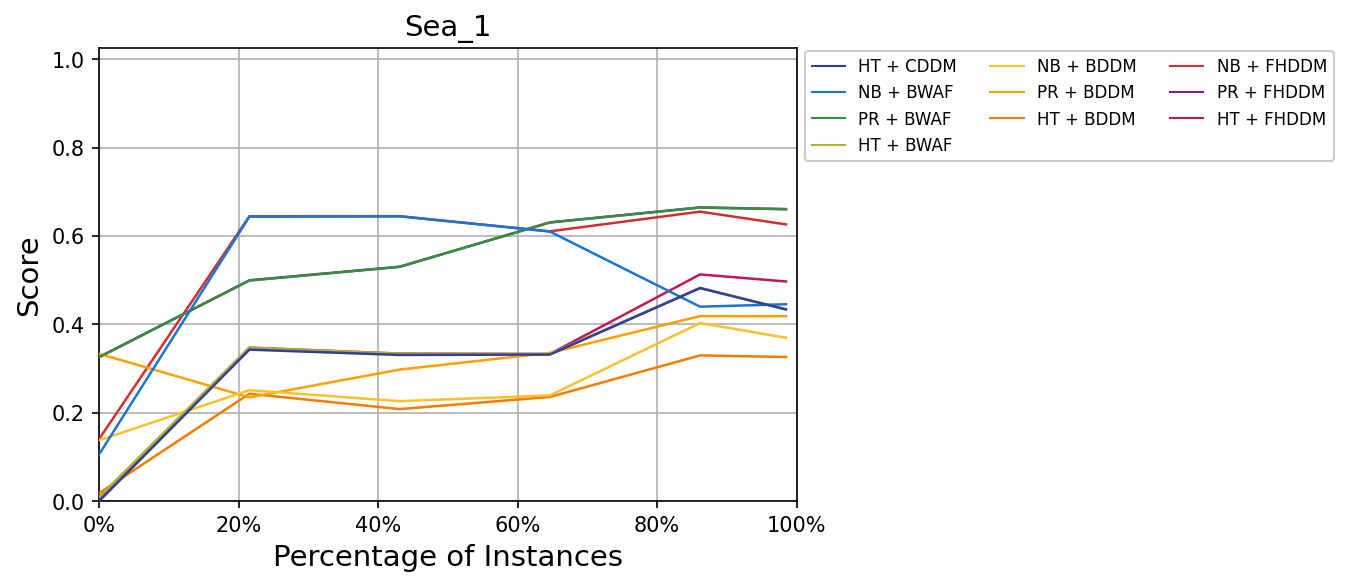 Sea_1
1.0
0.8
0.6
0.4
0.2
0.0
Score
0% 20% 40% 60% 80% 100%
Percentage of Instances
HT + CDDM NB + BDDM NB + FHDDM
NB + BWAF PR + BDDM PR + FHDDM
PR + BWAF HT + BDDM HT + FHDDM
HT + BWAF